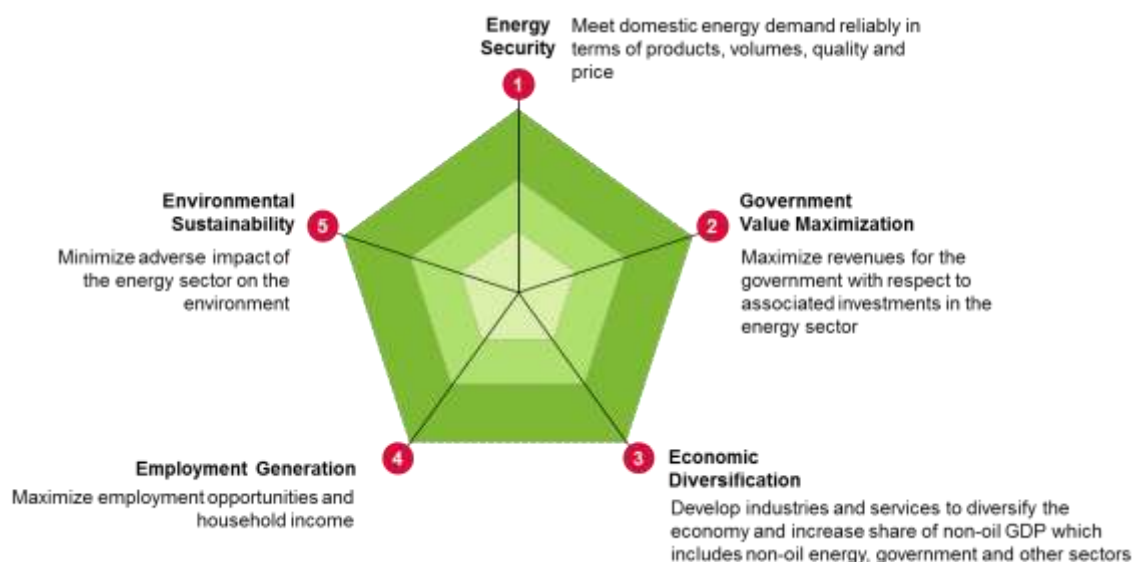 Energy
Security
Meet domestic energy demand reliably in
terms of products, volumes, quality and
price
1
Environmental
Sustainability
5
Minimize adverse impact of
the energy sector on the
environment
2
Government
Value Maximization
Maximize revenues for the
government with respect to
associated investments in the
energy sector
4
Employment Generation
Maximize employment opportunities and
household income
3
Economic
Diversification
Develop industries and services to diversify the
economy and increase share of non-oil GDP which
includes non-oil energy, government and other sectors